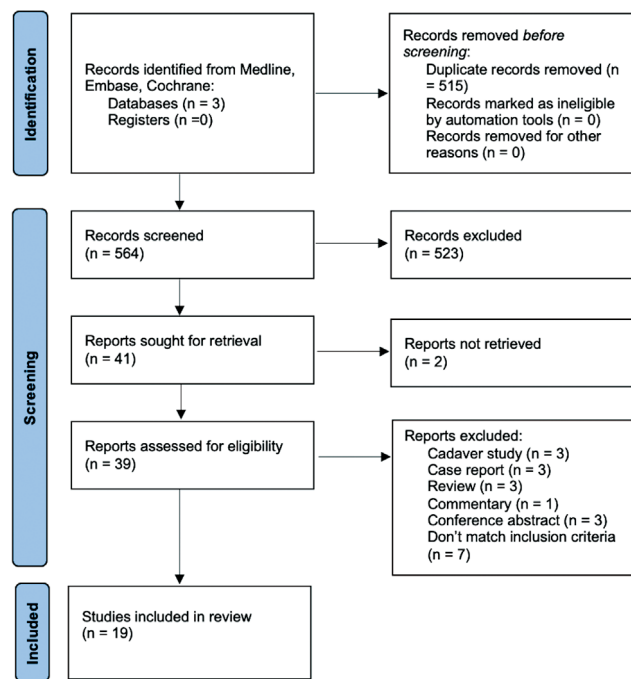 Identification
Records identified from Medline,
Embase, Cochrane:
Databases (n = 3)
Registers (n =0)
Records removed before
screening:
Duplicate records removed (n
= 515)
Records marked as ineligible
by automation tools (n = 0)
Records removed for other
reasons (n = 0)
Screening
Records screened
(n = 564)
Records excluded
(n = 523)
Reports sought for retrieval
(n = 41)
Reports not retrieved
(n = 2)
Reports assessed for eligibility
(n = 39)
Reports excluded:
Cadaver study (n = 3)
Case report (n = 3)
Review (n = 3)
Commentary (n = 1)
Conference abstract (n = 3)
Don't match inclusion criteria
(n = 7)
Included
Studies included in review
(n = 19)